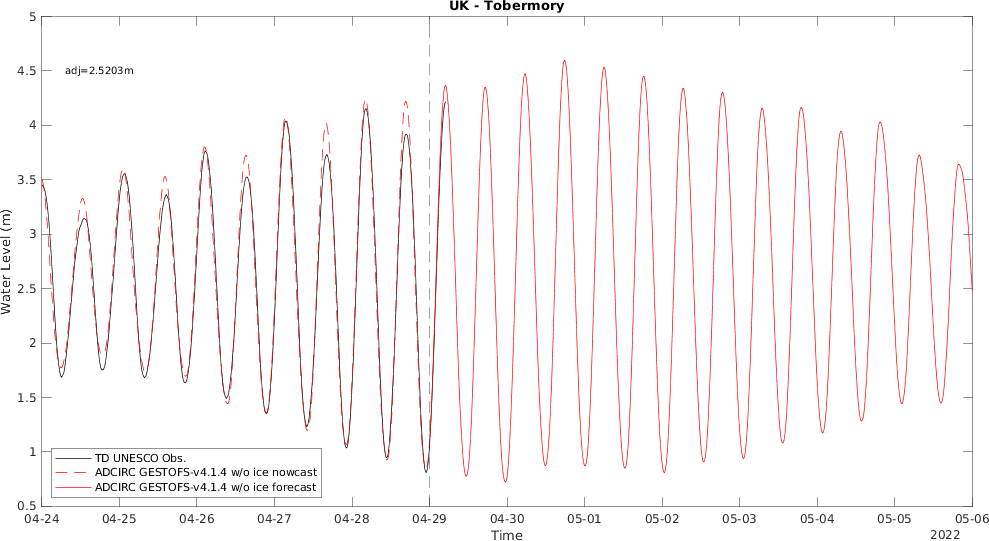 UK - Tobermory
5
4.5
4
3.5
3
2.5
2
1.5
1
0.5
Water Level (m)
adj=2.5203m
TD UNESCO Obs.
ADCIRC GESTOFS-v4.1.4 w/o ice nowcast
ADCIRC GESTOFS-v4.1.4 w/o ice forecast
04-24 04-25 04-26 04-27 04-28 04-29 04-30 05-01 05-02 05-03 05-04 05-05 05-06
Time
2022